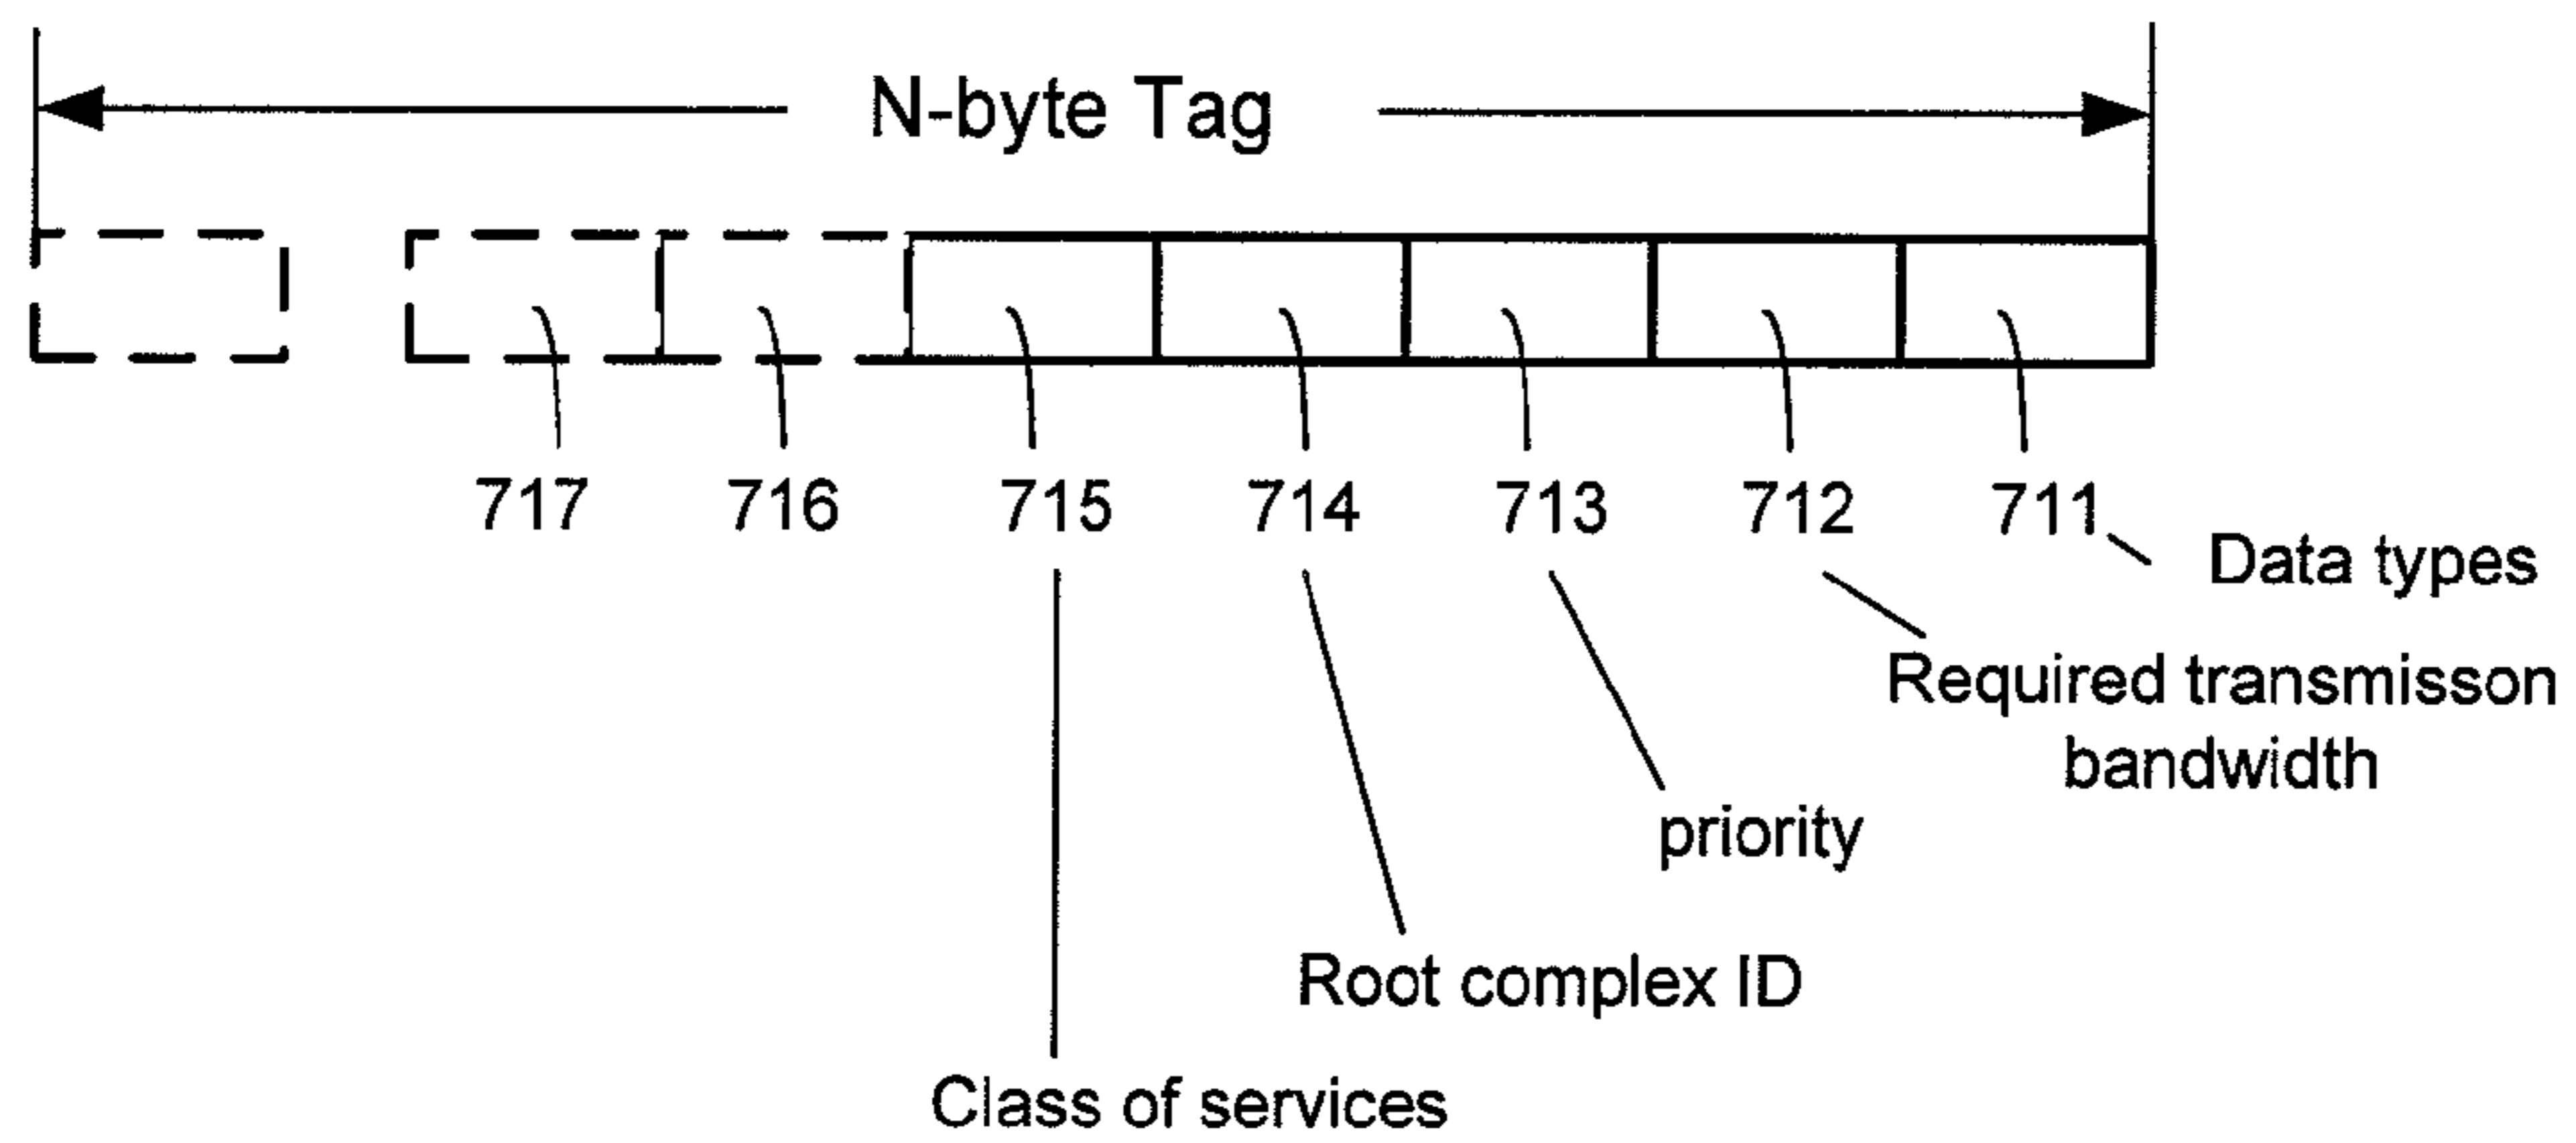 N-byte Tag
717 716 715 714 713 712 711
Data types
Required transmisson
bandwidth
priority
Root complex ID
Class of services